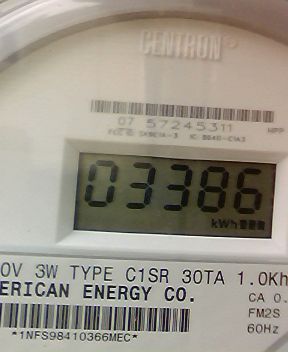 CENTRON®
07 57245311
HPP
03386
kWh
0V 3W TYPE C1SR 30TA 1.0Kh
ERICAN ENERGY CO.
CA 0.
FM2S
60Hz
*1NFS98410366MEC*